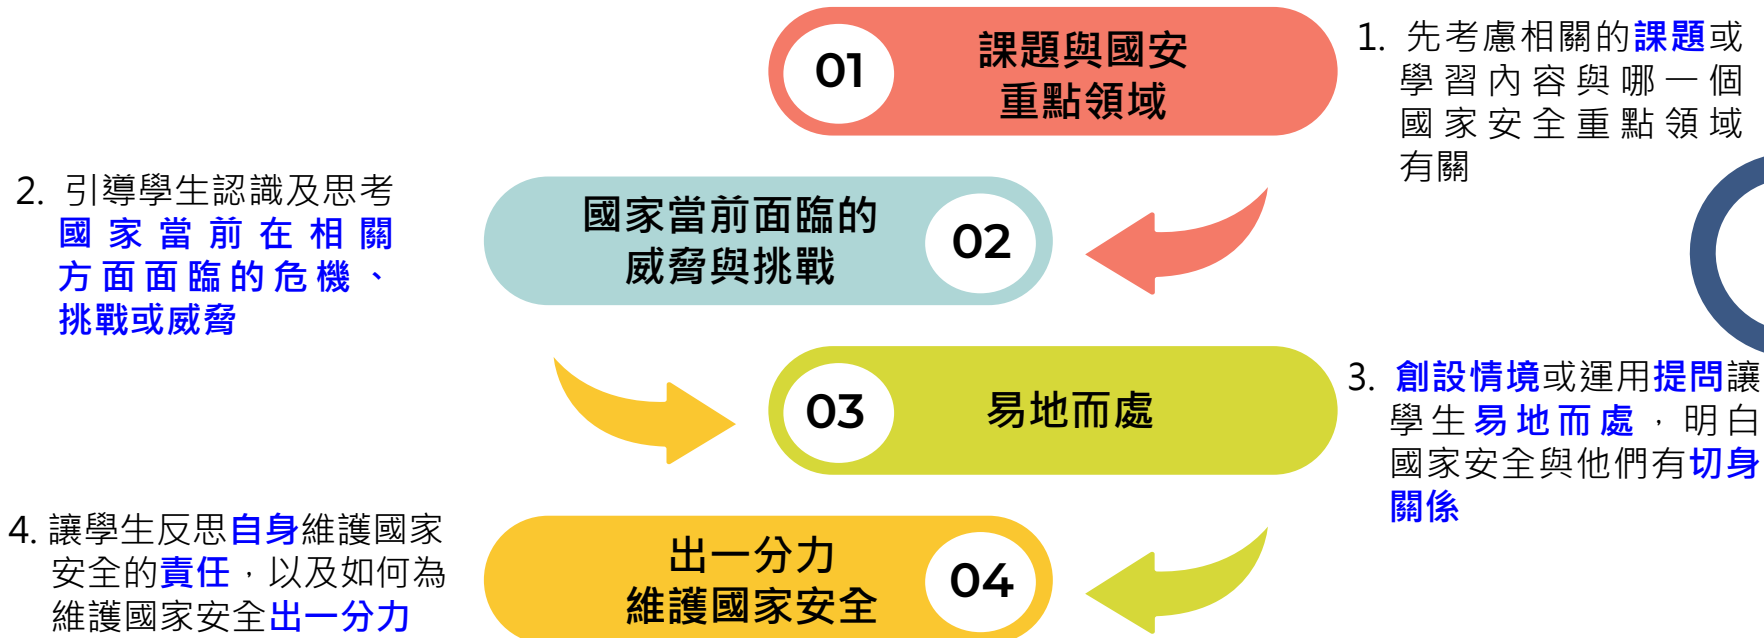 01
課題與國安
重點領域
1. 先考慮相關的課題或
學習內容與哪一個
國家安全重點領域
有關
2. 引導學生認識及思考
國家當前在相關
方面面臨的危機、
挑戰或威脅
國家當前面臨的
威脅與挑戰
02
03
易地而處
3. 創設情境或運用提問讓
學生易地而處，明白
國家安全與他們有切身
關係
4. 讓學生反思自身維護國家
安全的責任，以及如何為
維護國家安全出一分力
出一分力
維護國家安全
04